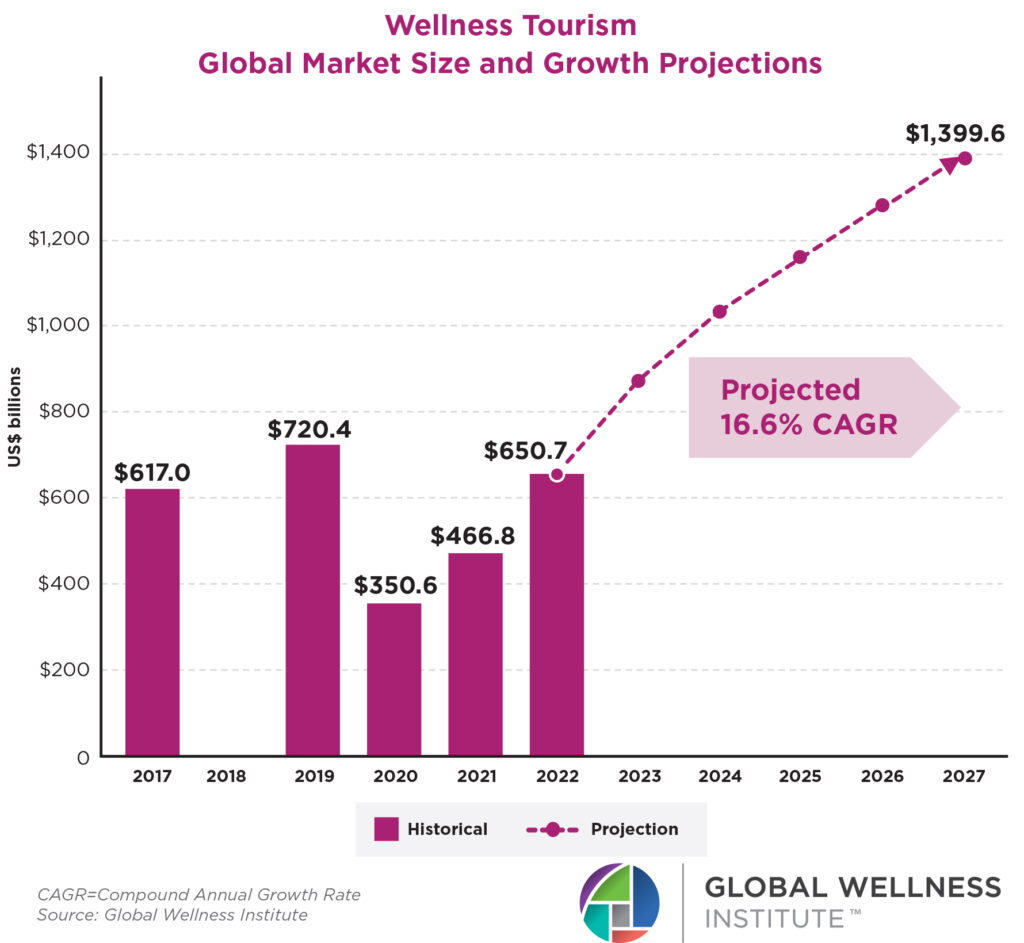 Wellness Tourism
Global Market Size and Growth Projections
US$ billions
$1,400
$1,200
$1,000
$800
$600
$400
$200
0
$617.0
$720.4
$350.6
$466.8
$650.7
$1,399.6
Projected
16.6% CAGR
2017 2018 2019 2020 2021 2022 2023 2024 2025 2026 2027
Historical Projection
CAGR=Compound Annual Growth Rate
Source: Global Wellness Institute
GLOBAL WELLNESS
INSTITUTE™